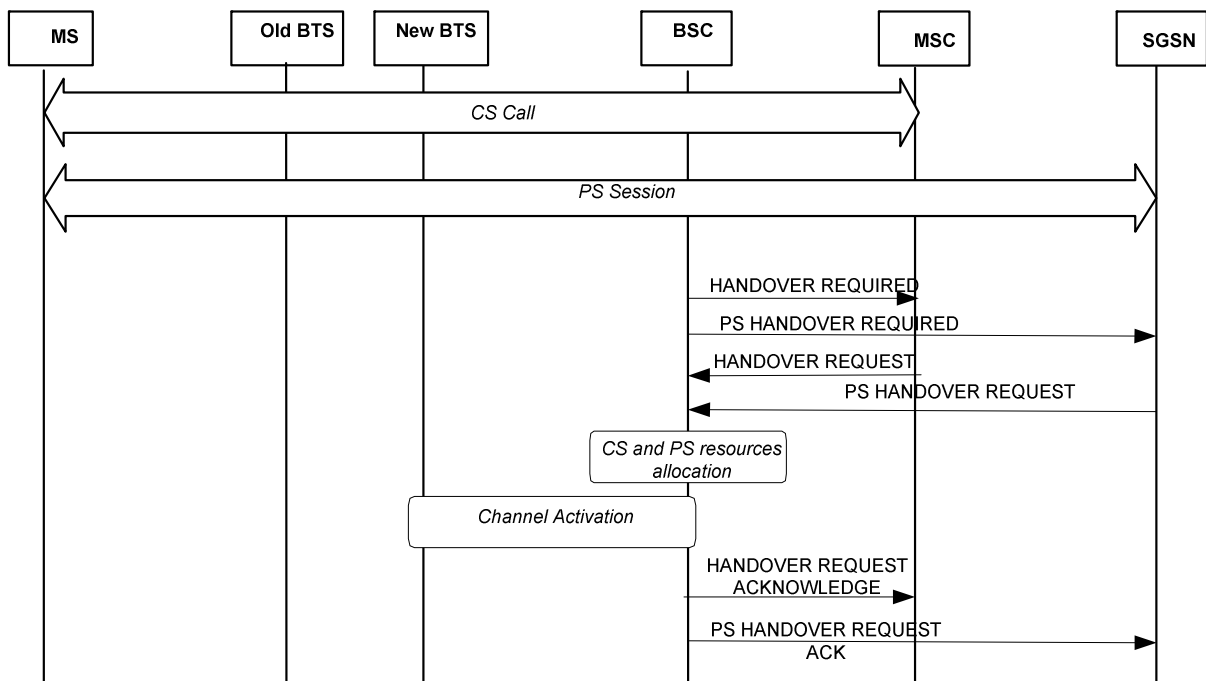 MS
Old BTS
New BTS
BSC
MSC
SGSN
CS Call
PS Session
HANDOVER REQUIRED
PS HANDOVER REQUIRED
HANDOVER REQUEST
PS HANDOVER REQUEST
CS and PS resources
allocation
Channel Activation
HANDOVER REQUEST
ACKNOWLEDGE
PS HANDOVER REQUEST
ACK